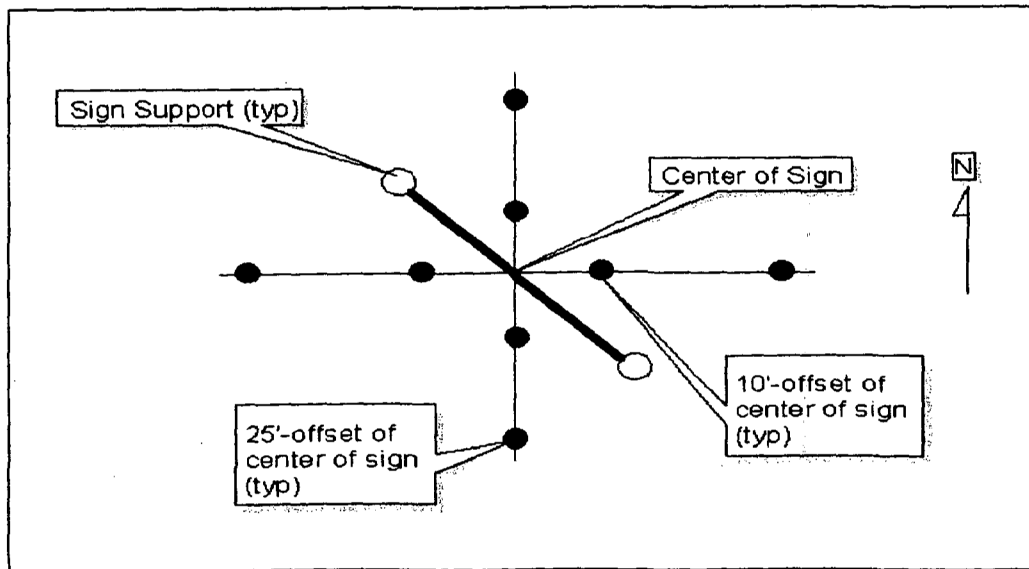 Sign Support (typ)
Center of Sign
N
10'-offset of
center of sign
(typ)
25'-offset of
center of sign
(typ)